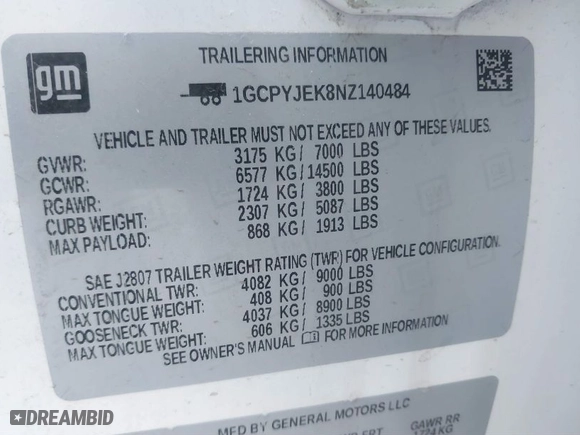 gm
TRAILERING INFORMATION
1GCPYJEK8NZ140484
VEHICLE AND TRAILER MUST NOT EXCEED ANY OF THESE VALUES.
GVWR: 3175 KG/ 7000 LBS
GCWR: 6577 KG/ 14500 LBS
RGAWR: 1724 KG/ 3800 LBS
CURB WEIGHT: 2307 KG/ 5087 LBS
MAX PAYLOAD: 868 KG/ 1913 LBS
SAE J2807 TRAILER WEIGHT RATING (TWR) FOR VEHICLE CONFIGURATION.
CONVENTIONAL TWR: 4082 KG/ 9000 LBS
MAX TONGUE WEIGHT: 408 KG/ 900 LBS
GOOSENECK TWR: 4037 KG/ 8900 LBS
MAX TONGUE WEIGHT: 606 KG/ 1335 LBS
SEE OWNER'S MANUAL FOR MORE INFORMATION
MFD BY GENERAL MOTORS LLC
GAWR RR
1724 KG
DREAMBID